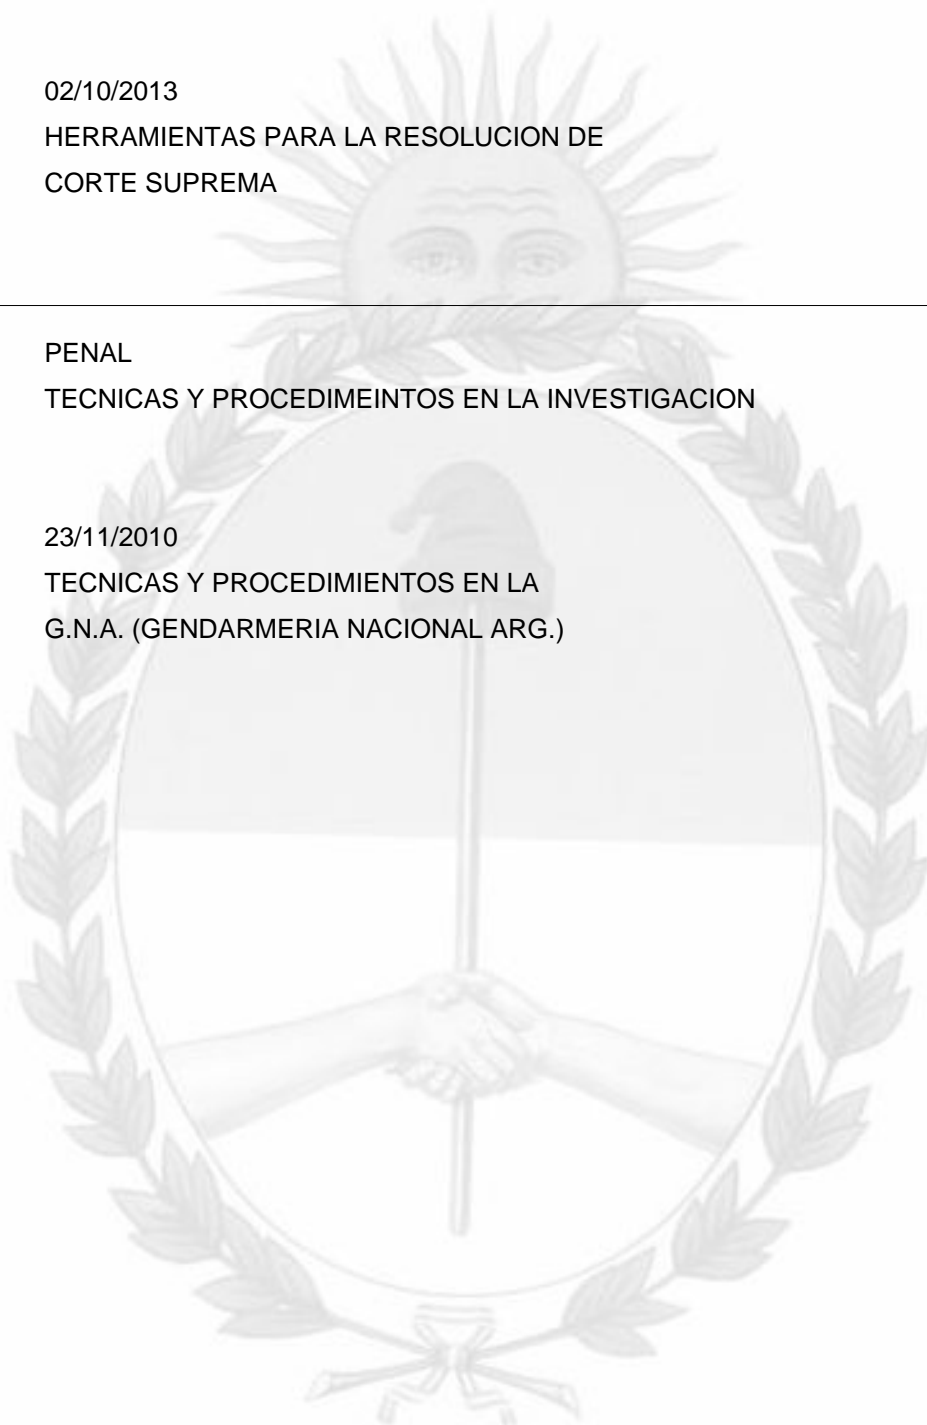 02/10/2013
HERRAMIENTAS PARA LA RESOLUCION DE
CORTE SUPREMA
PENAL
TECNICAS Y PROCEDIMEINTOS EN LA INVESTIGACION
23/11/2010
TECNICAS Y PROCEDIMIENTOS EN LA
G.N.A. (GENDARMERIA NACIONAL ARG.)